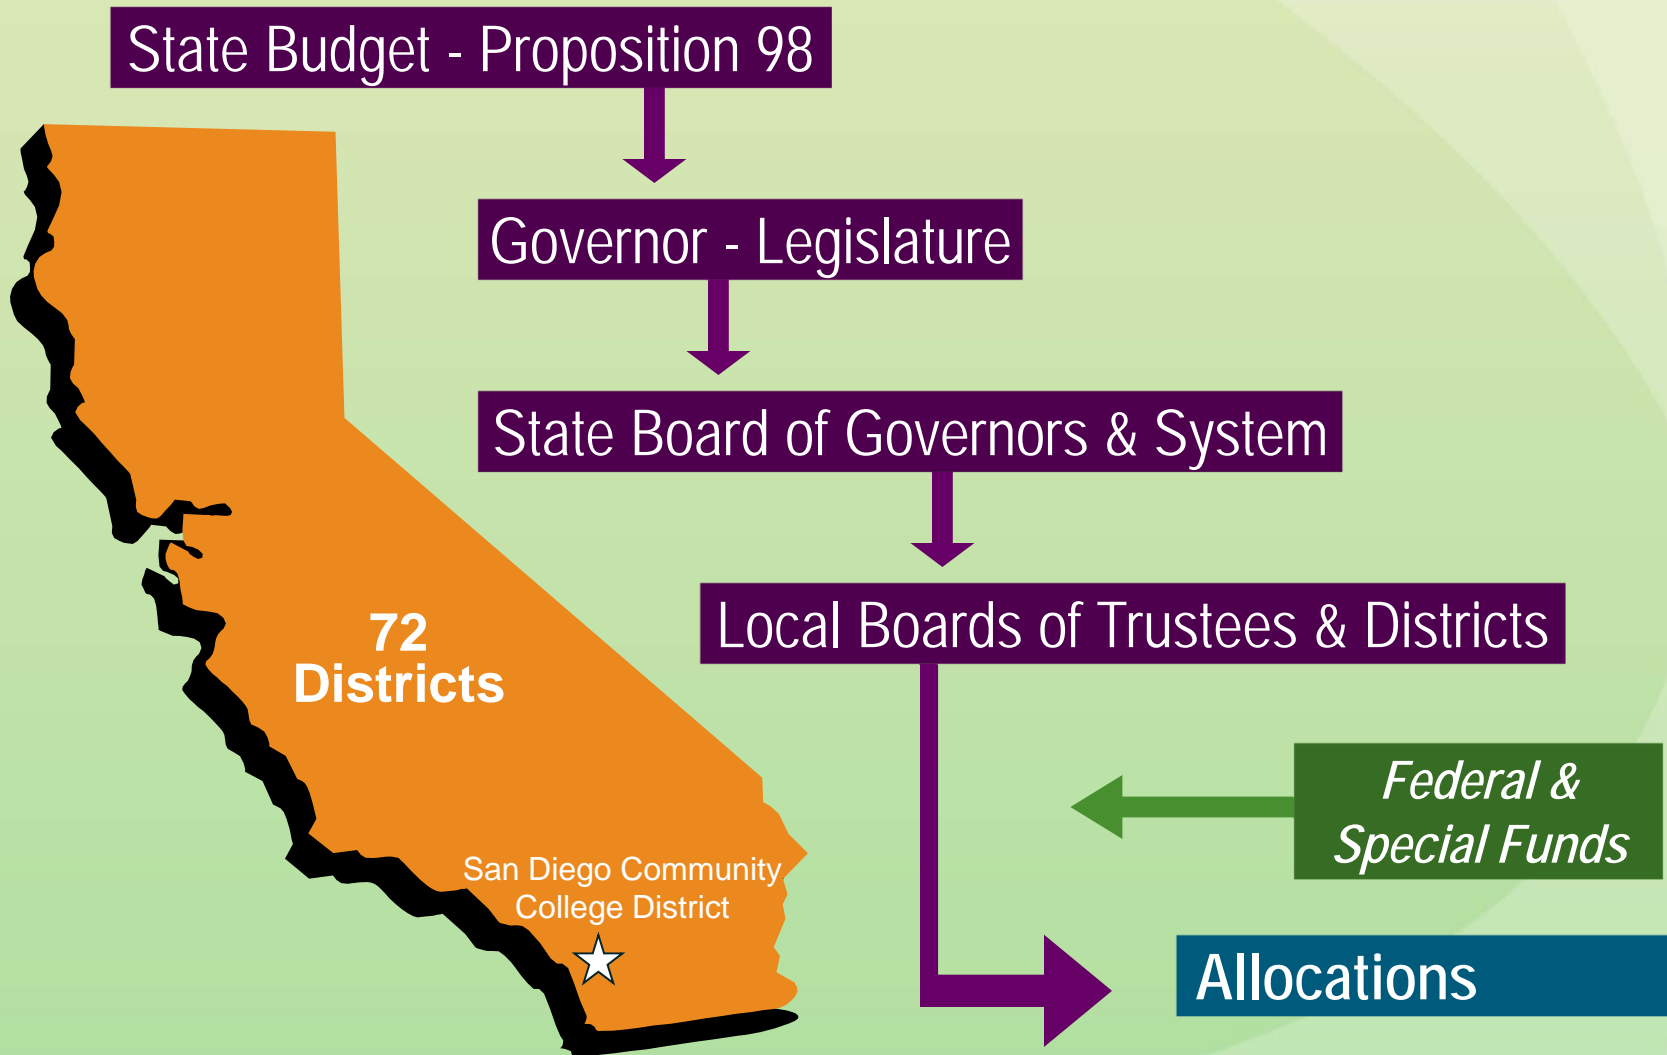 State Budget - Proposition 98
Governor - Legislature
State Board of Governors & System
Local Boards of Trustees & Districts
72
Districts
Federal &
Special Funds
San Diego Community
College District
Allocations